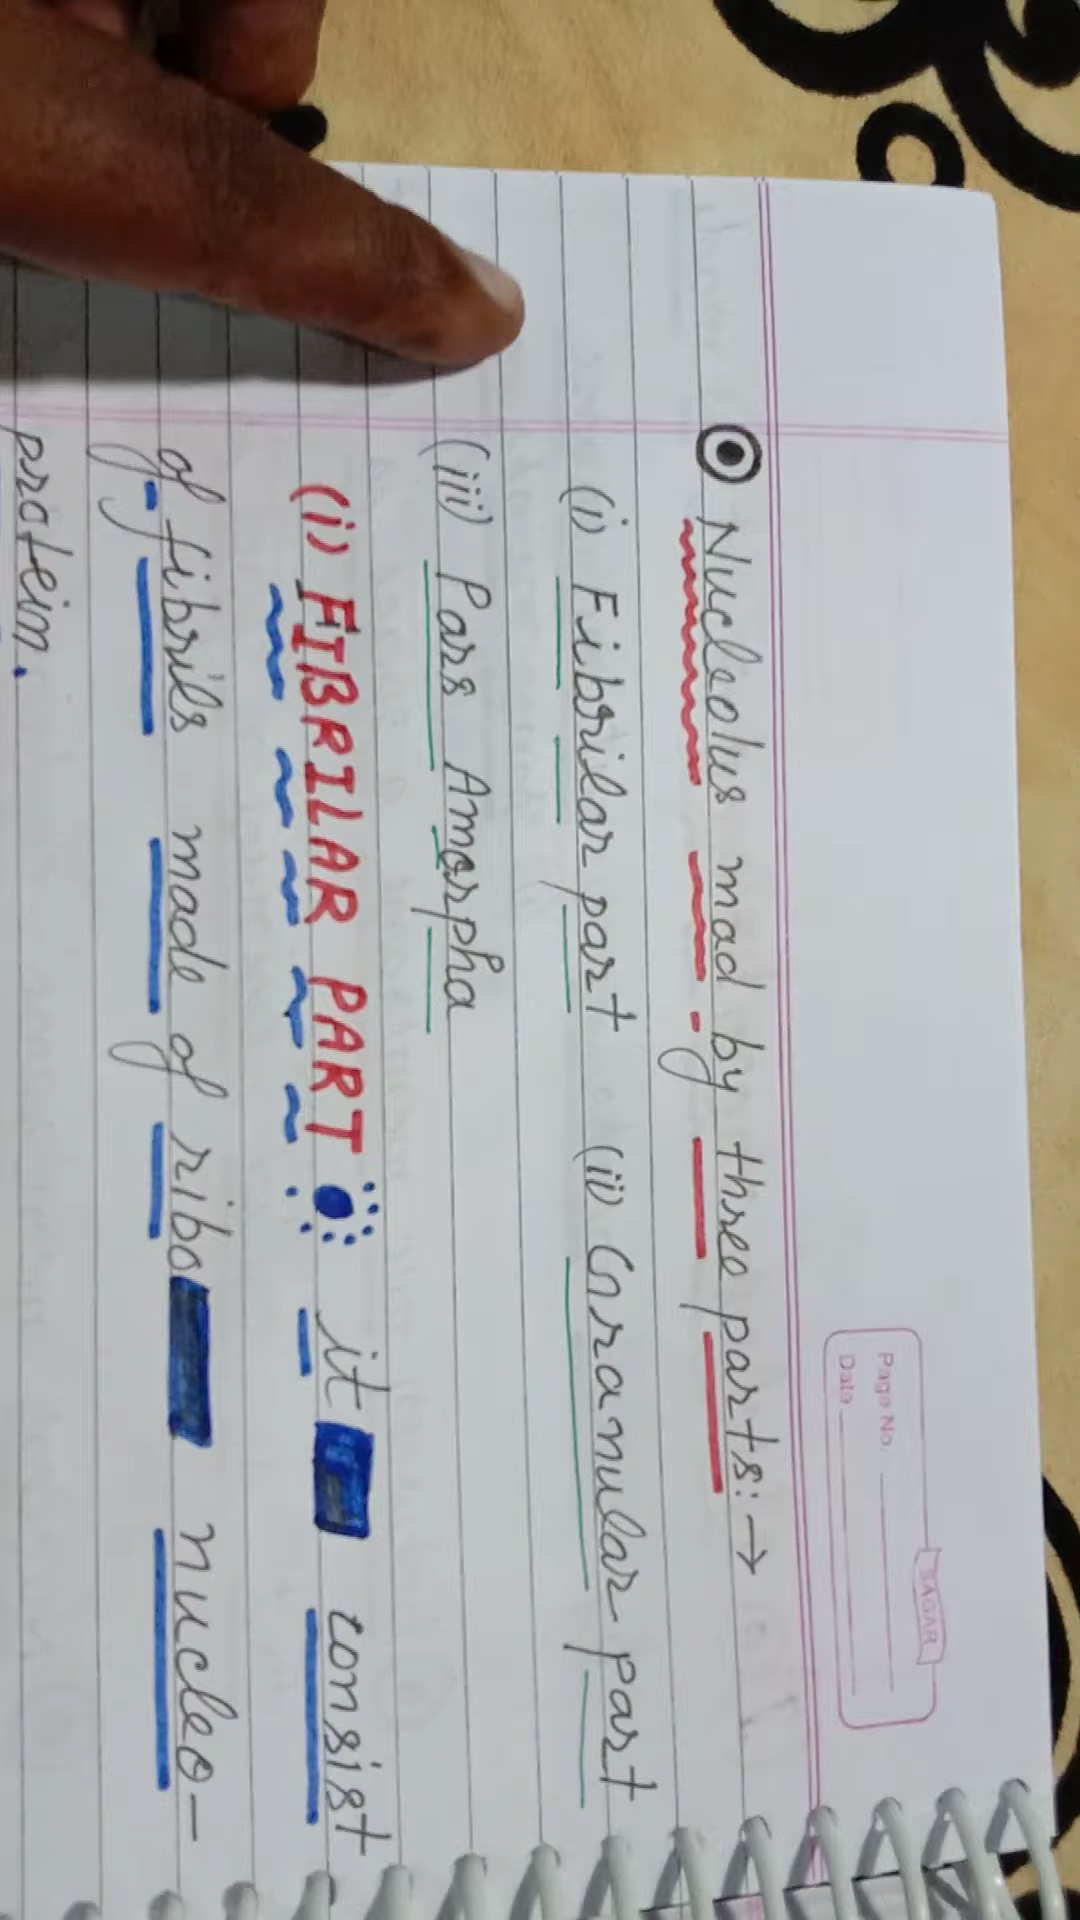 SAGAR
Page No.
Date
Nucleolus mad by three parts:→
(i) Fibrilar part (ii) Granular part
(iii) Pars Amorpha
(i) FIBRILAR PART: it consist
of fibrils made of ribo nucleo-
protein.